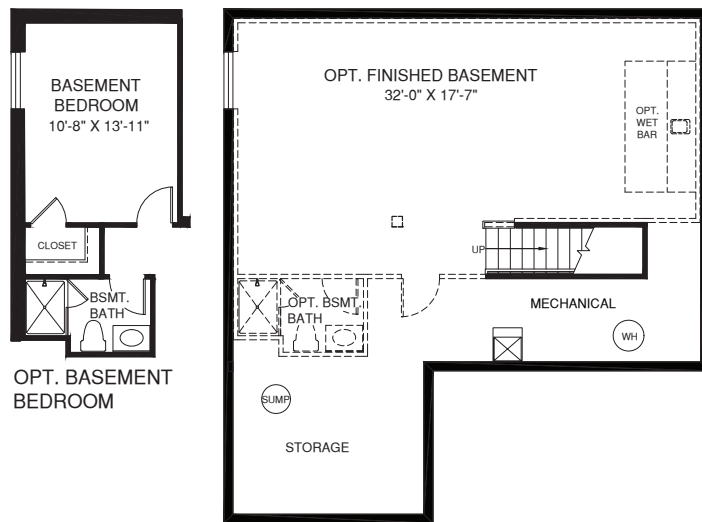 BASEMENT
BEDROOM
10'-8" X 13'-11"
CLOSET
BSMT.
BATH
OPT. BASEMENT
BEDROOM
OPT. FINISHED BASEMENT
32'-0" X 17'-7"
OPT.
WET
BAR
UP
OPT. BSMT.
BATH
MECHANICAL
WH
SUMP
STORAGE